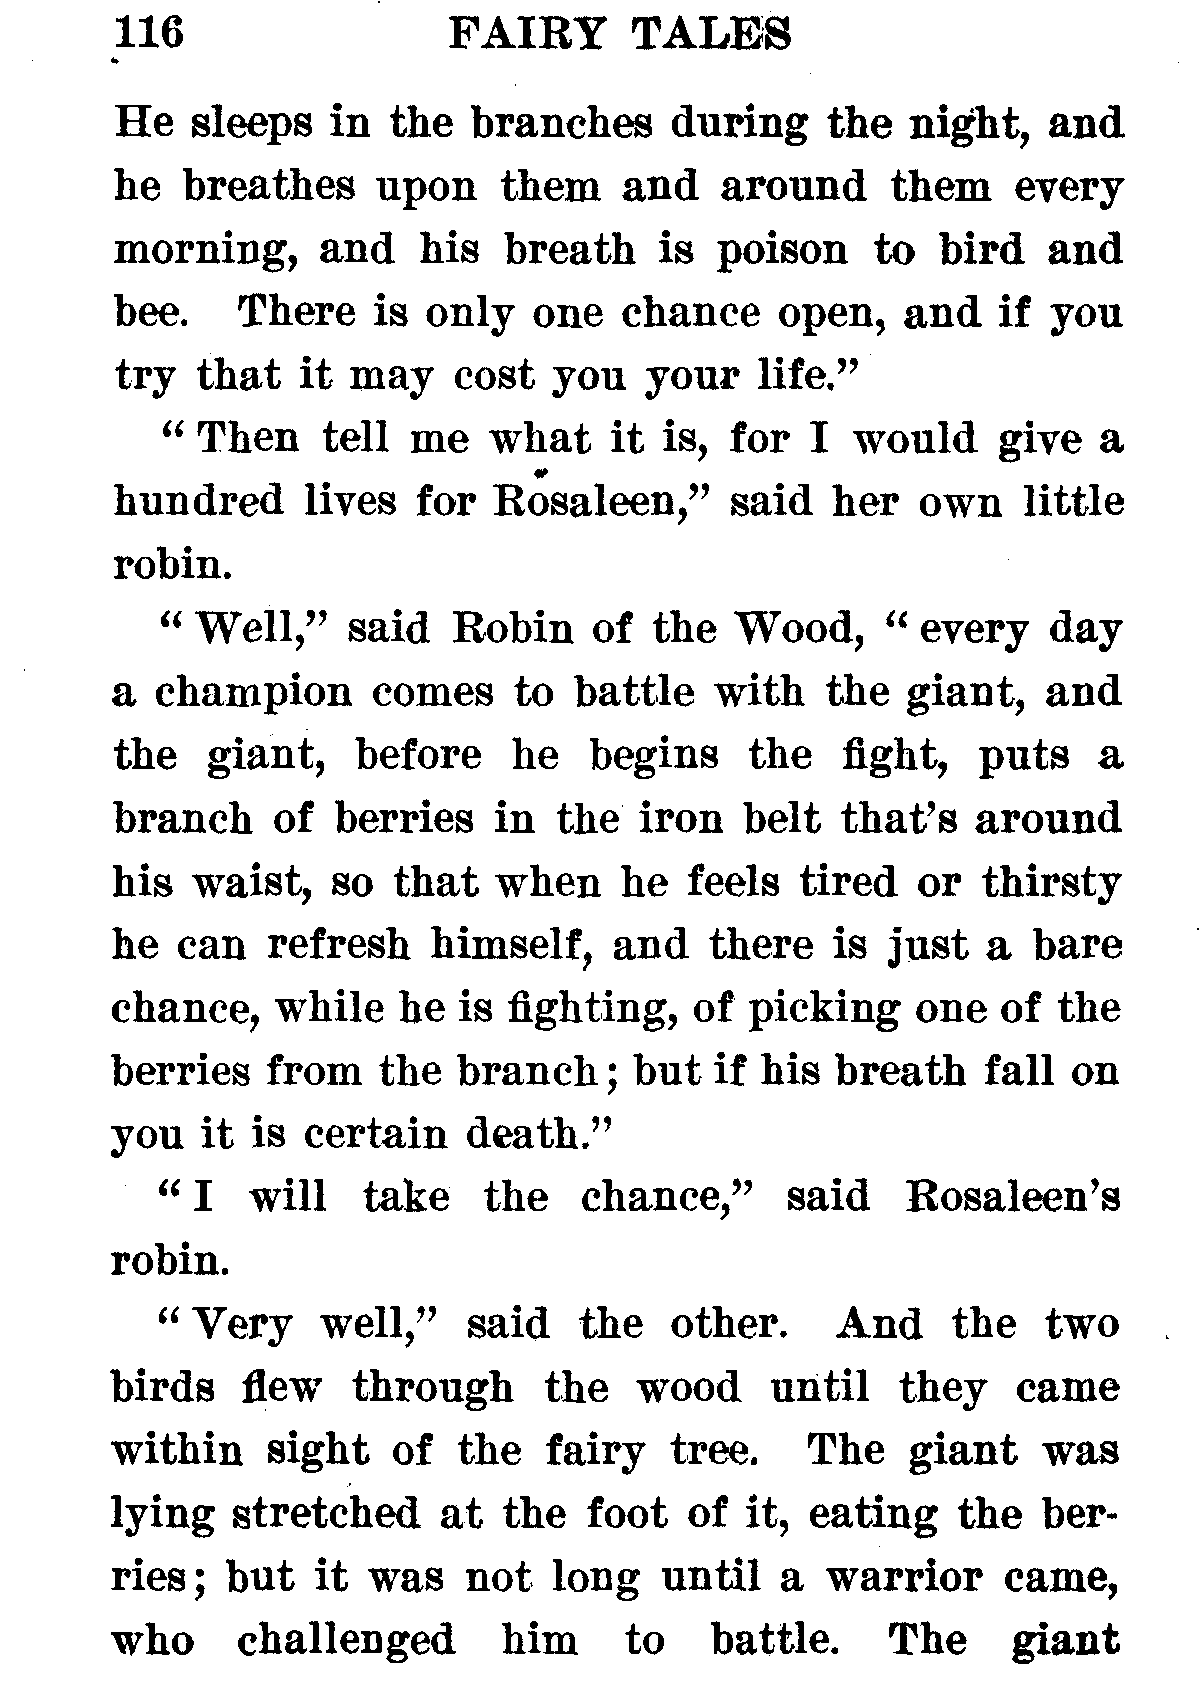 116 FAIRY TALES
He sleeps in the branches during the night, and
he breathes upon them and around them every
morning, and his breath is poison to bird and
bee. There is only one chance open, and if you
try that it may cost you your life.”
“ Then tell me what it is, for I would give a
hundred lives for Rosaleen,” said her own little
robin.
“ Well,” said Robin of the Wood, “ every day
a champion comes to battle with the giant, and
the giant, before he begins the fight, puts a
branch of berries in the iron belt that’s around
his waist, so that when he feels tired or thirsty
he can refresh himself, and there is just a bare
chance, while he is fighting, of picking one of the
berries from the branch; but if his breath fall on
you it is certain death.”
“ I will take the chance,” said Rosaleen’s
robin.
“ Very well,” said the other. And the two
birds flew through the wood until they came
within sight of the fairy tree. The giant was
lying stretched at the foot of it, eating the ber-
ries; but it was not long until a warrior came,
who challenged him to battle. The giant